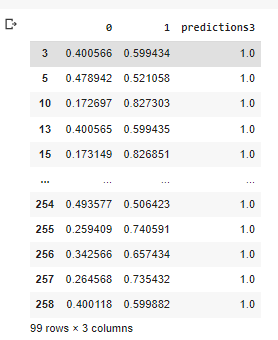 0 1 predictions3
3 0.400566 0.599434 1.0
5 0.478942 0.521058 1.0
10 0.172697 0.827303 1.0
13 0.400565 0.599435 1.0
15 0.173149 0.826851 1.0
... ... ... ...
254 0.493577 0.506423 1.0
255 0.259409 0.740591 1.0
256 0.342566 0.657434 1.0
257 0.264568 0.735432 1.0
258 0.400118 0.599882 1.0
99 rows × 3 columns